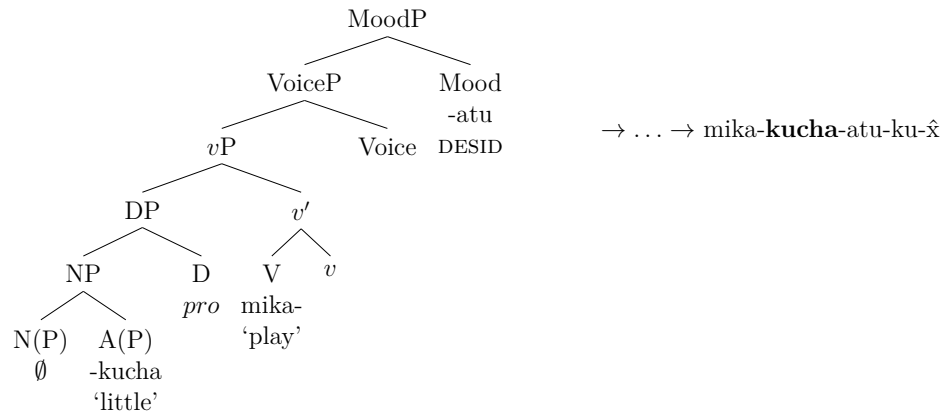 MoodP
VoiceP Mood
-atu
vP Voice DESID
→ … → mika-kucha-atu-ku-x̂
DP v′
NP D V v
pro mika-
N(P) A(P) ‘play’
∅ -kucha
‘little’